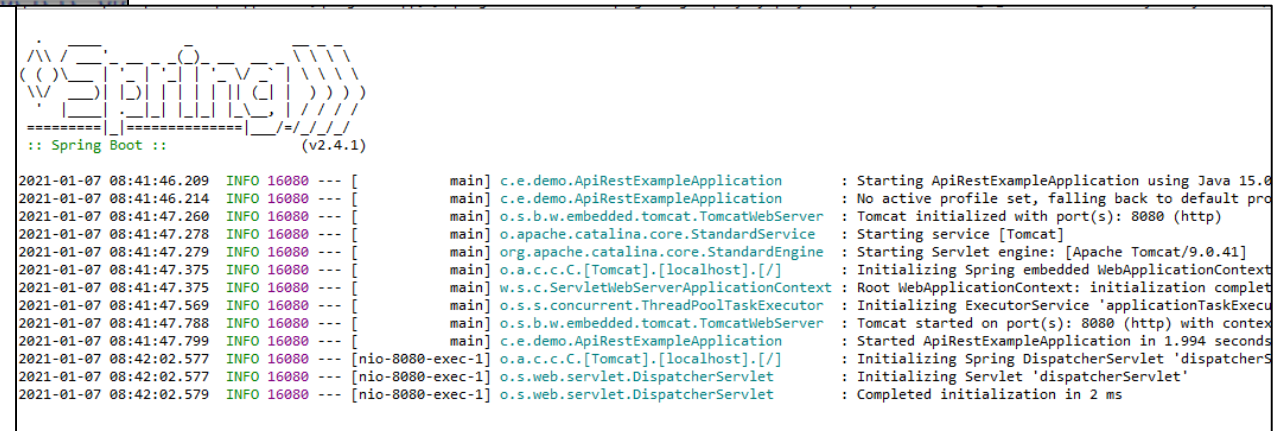 :: Spring Boot ::                (v2.4.1)
2021-01-07 08:41:46.209  INFO 16080 --- [           main] c.e.demo.ApiRestExampleApplication       : Starting ApiRestExampleApplication using Java 15.0
2021-01-07 08:41:46.214  INFO 16080 --- [           main] c.e.demo.ApiRestExampleApplication       : No active profile set, falling back to default pro
2021-01-07 08:41:47.260  INFO 16080 --- [           main] o.s.b.w.embedded.tomcat.TomcatWebServer  : Tomcat initialized with port(s): 8080 (http)
2021-01-07 08:41:47.278  INFO 16080 --- [           main] o.apache.catalina.core.StandardService   : Starting service [Tomcat]
2021-01-07 08:41:47.279  INFO 16080 --- [           main] org.apache.catalina.core.StandardEngine  : Starting Servlet engine: [Apache Tomcat/9.0.41]
2021-01-07 08:41:47.375  INFO 16080 --- [           main] o.a.c.c.C.[Tomcat].[localhost].[/]       : Initializing Spring embedded WebApplicationContext
2021-01-07 08:41:47.375  INFO 16080 --- [           main] w.s.c.ServletWebServerApplicationContext : Root WebApplicationContext: initialization complet
2021-01-07 08:41:47.569  INFO 16080 --- [           main] o.s.s.concurrent.ThreadPoolTaskExecutor  : Initializing ExecutorService 'applicationTaskExecu
2021-01-07 08:41:47.788  INFO 16080 --- [           main] o.s.b.w.embedded.tomcat.TomcatWebServer  : Tomcat started on port(s): 8080 (http) with contex
2021-01-07 08:41:47.799  INFO 16080 --- [           main] c.e.demo.ApiRestExampleApplication       : Started ApiRestExampleApplication in 1.994 seconds
2021-01-07 08:42:02.577  INFO 16080 --- [nio-8080-exec-1] o.a.c.c.C.[Tomcat].[localhost].[/]       : Initializing Spring DispatcherServlet 'dispatcherS
2021-01-07 08:42:02.577  INFO 16080 --- [nio-8080-exec-1] o.s.web.servlet.DispatcherServlet        : Initializing Servlet 'dispatcherServlet'
2021-01-07 08:42:02.579  INFO 16080 --- [nio-8080-exec-1] o.s.web.servlet.DispatcherServlet        : Completed initialization in 2 ms